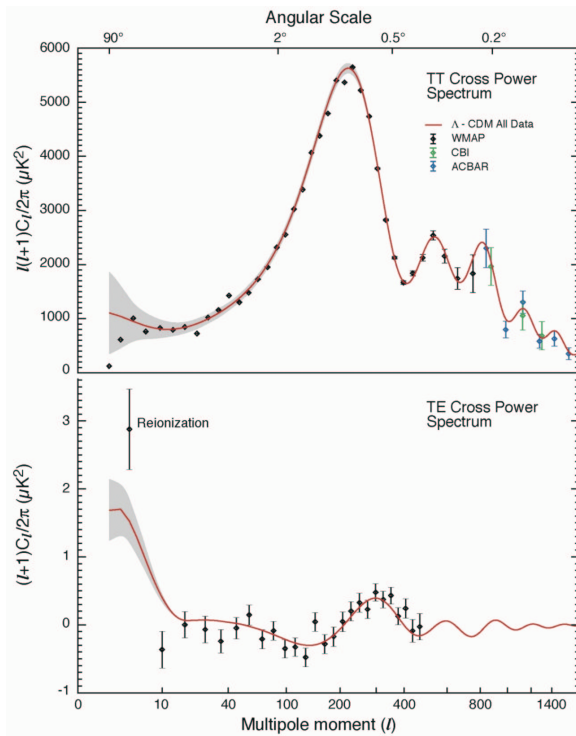 Angular Scale
90° 2° 0.5° 0.2°
6000
TT Cross Power
Spectrum
Λ - CDM All Data
WMAP
CBI
ACBAR
5000
4000
3000
2000
1000
0
l(l+1)Cl/2π (μK²)
TE Cross Power
Spectrum
Reionization
3
2
1
0
-1
(l+1)Cl/2π (μK²)
0 10 40 100 200 400 800 1400
Multipole moment (l)